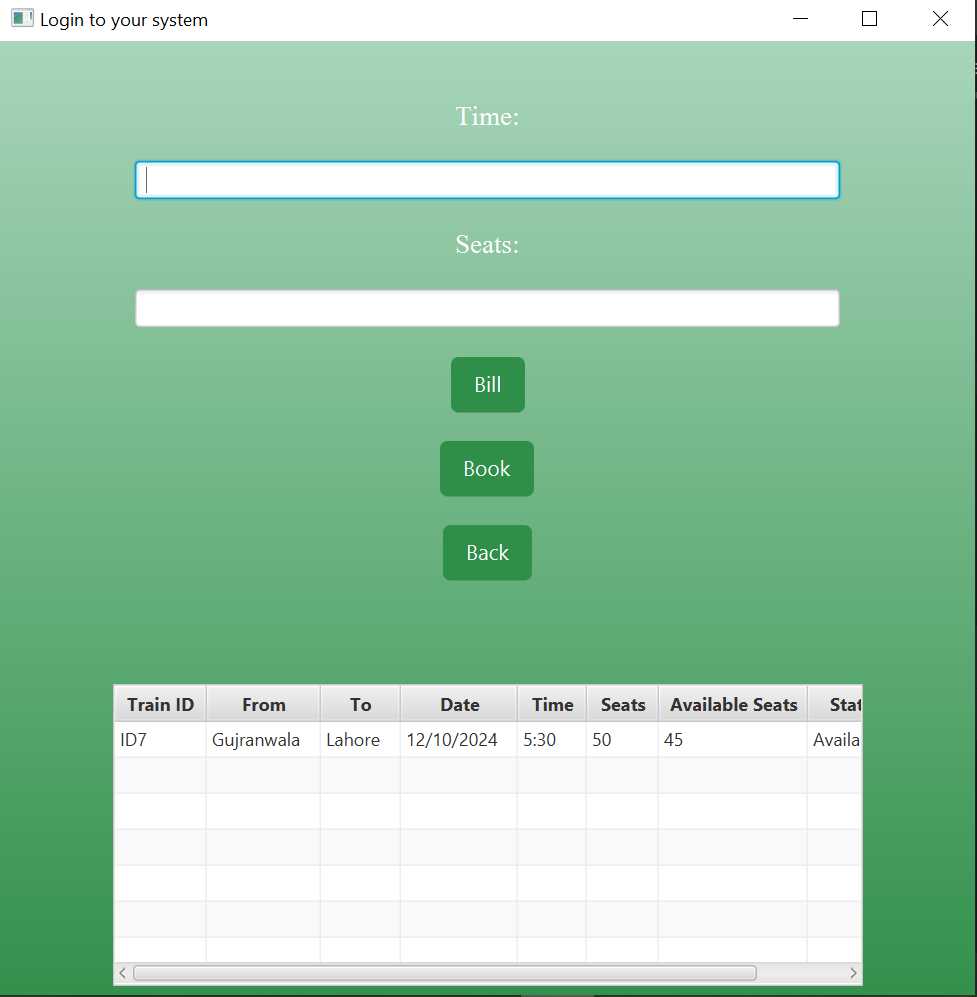 Login to your system
Time:
Seats:
Bill
Book
Back
Train ID From To Date Time Seats Available Seats Stat
ID7 Gujranwala Lahore 12/10/2024 5:30 50 45 Availa